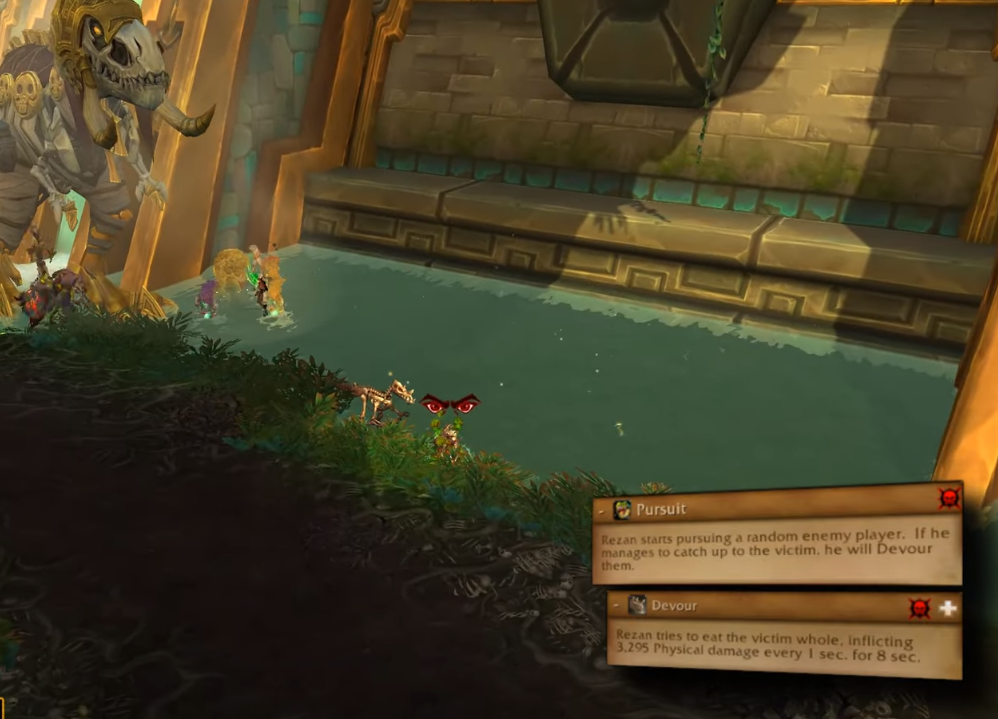 - Pursuit
Rezan starts pursuing a random enemy player. If he
manages to catch up to the victim, he will Devour
them.
- Devour
Rezan tries to eat the victim whole, inflicting
3,295 Physical damage every 1 sec. for 8 sec.